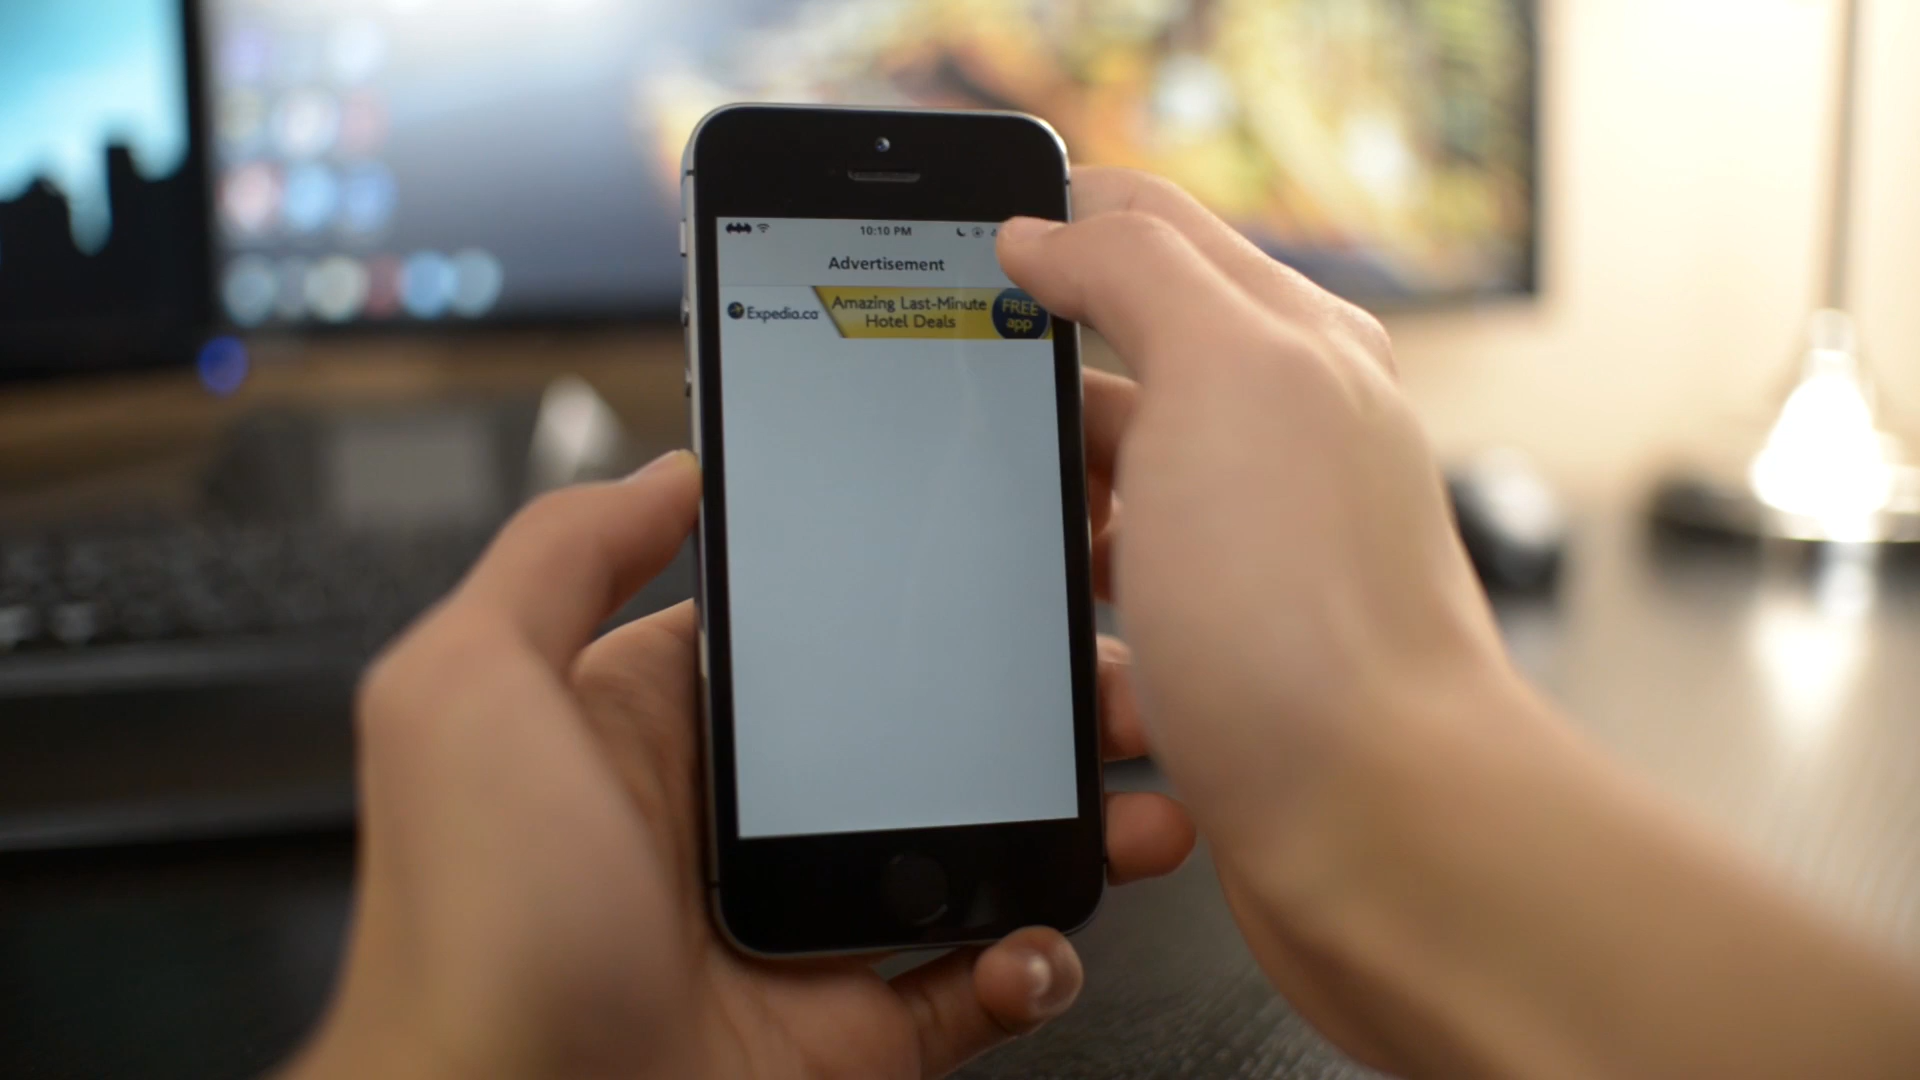 10:10 PM
Advertisement
Expedia.ca
Amazing Last-Minute
Hotel Deals
FREE
app